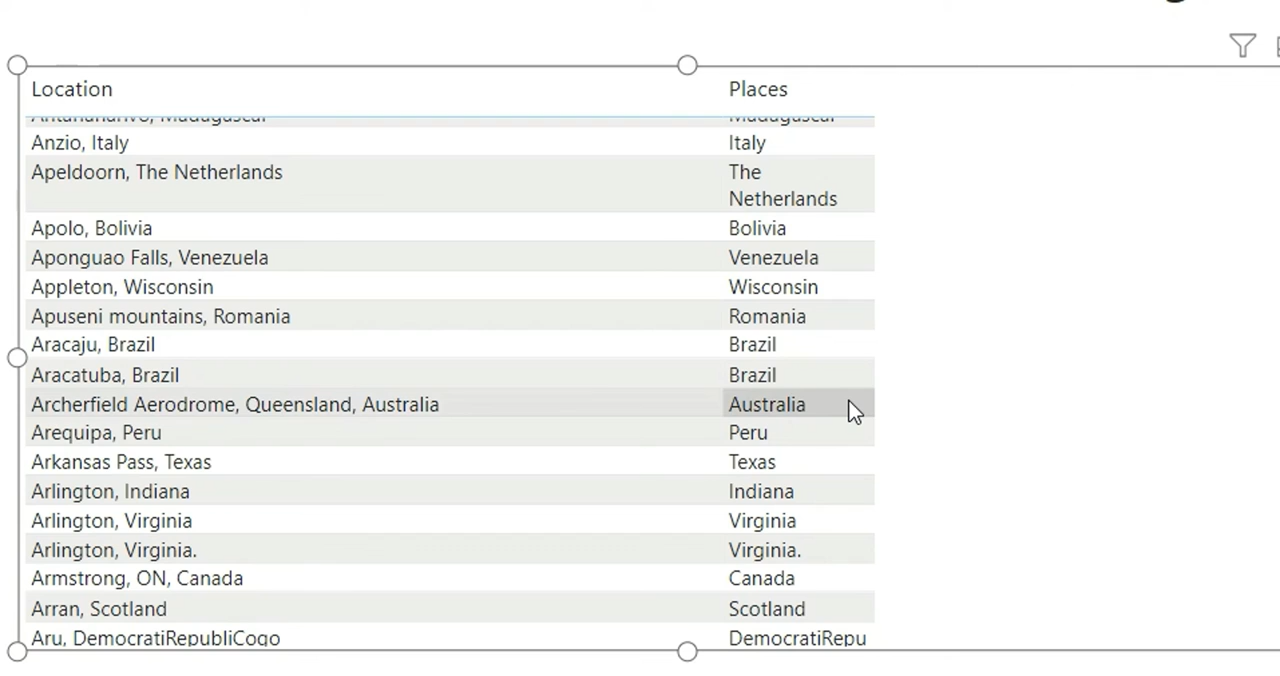 Location Places
Antananarivo, Madagascar Madagascar
Anzio, Italy Italy
Apeldoorn, The Netherlands The
Netherlands
Apolo, Bolivia Bolivia
Aponguao Falls, Venezuela Venezuela
Appleton, Wisconsin Wisconsin
Apuseni mountains, Romania Romania
Aracaju, Brazil Brazil
Aracatuba, Brazil Brazil
Archerfield Aerodrome, Queensland, Australia Australia
Arequipa, Peru Peru
Arkansas Pass, Texas Texas
Arlington, Indiana Indiana
Arlington, Virginia Virginia
Arlington, Virginia. Virginia.
Armstrong, ON, Canada Canada
Arran, Scotland Scotland
Aru, DemocratiRepubliCogo DemocratiRepu